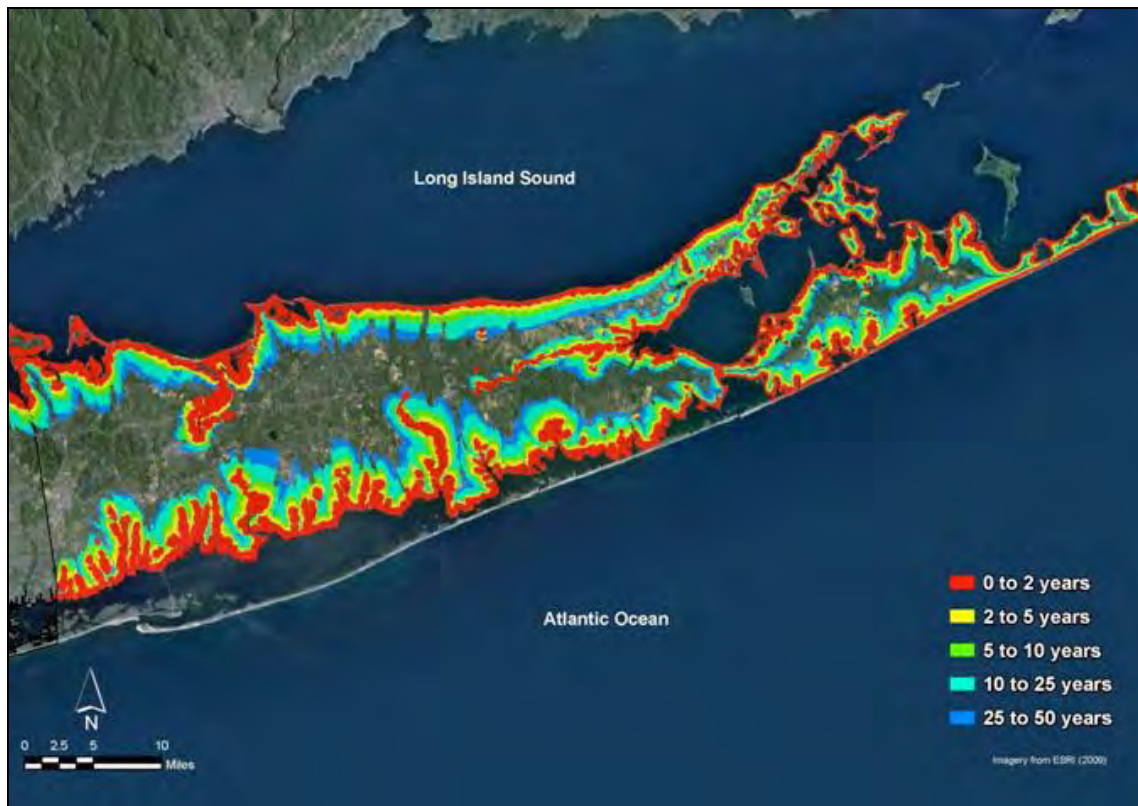 Long Island Sound
Atlantic Ocean
0 to 2 years
2 to 5 years
5 to 10 years
10 to 25 years
25 to 50 years
N
0 2.5 5 10
Miles
Imagery from ESRI (2009)